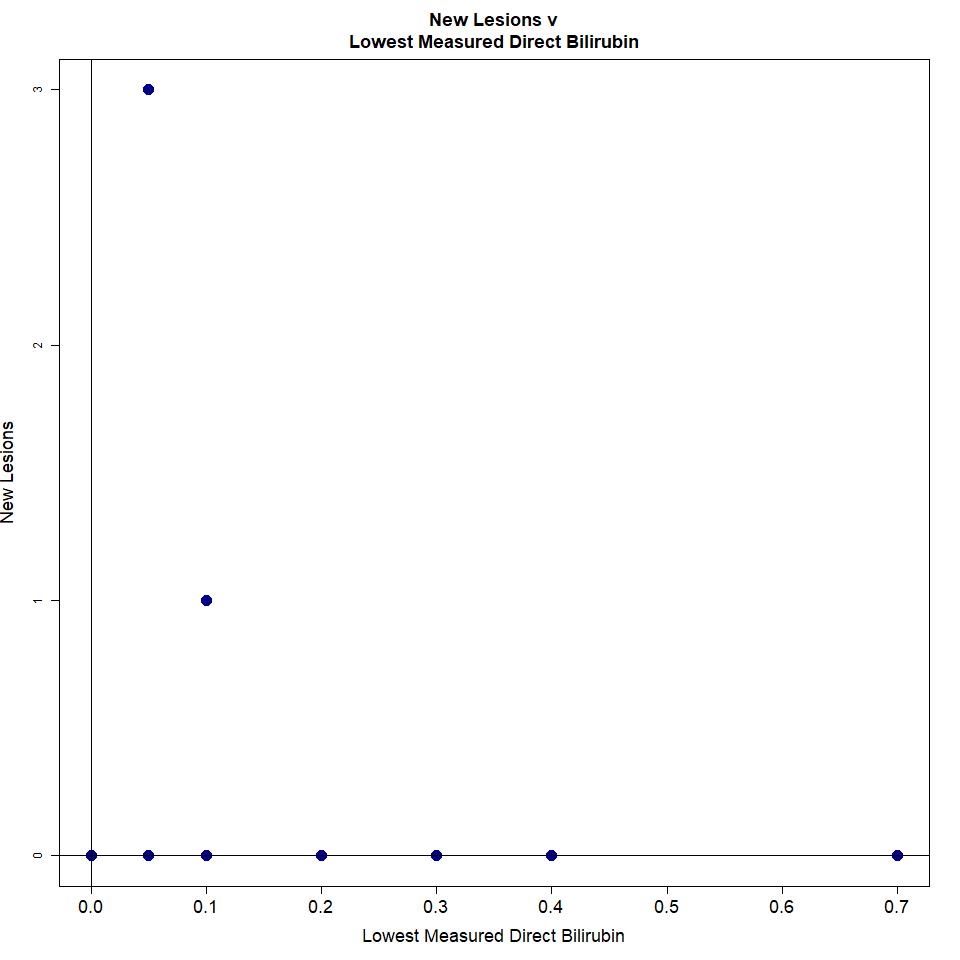 New Lesions v
Lowest Measured Direct Bilirubin
3
2
1
0
New Lesions
0.0 0.1 0.2 0.3 0.4 0.5 0.6 0.7
Lowest Measured Direct Bilirubin